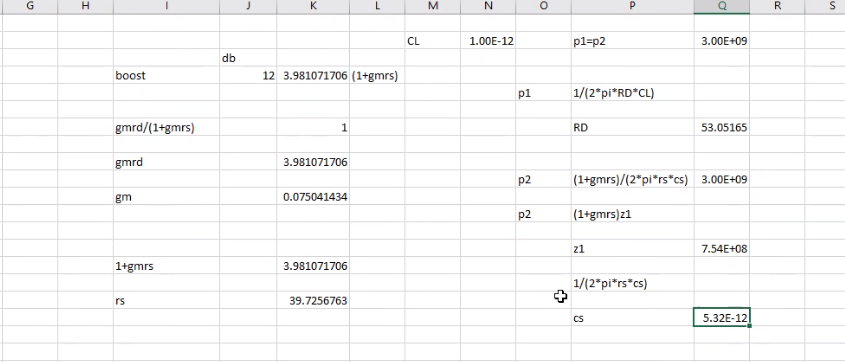 G H I J K L M N O P Q R S
CL 1.00E-12 p1=p2 3.00E+09
db
boost 12 3.981071706 (1+gmrs)
p1 1/(2*pi*RD*CL)
gmrd/(1+gmrs) 1 RD 53.05165
gmrd 3.981071706
p2 (1+gmrs)/(2*pi*rs*cs) 3.00E+09
gm 0.075041434
p2 (1+gmrs)z1
z1 7.54E+08
1+gmrs 3.981071706
1/(2*pi*rs*cs)
rs 39.7256763
cs 5.32E-12